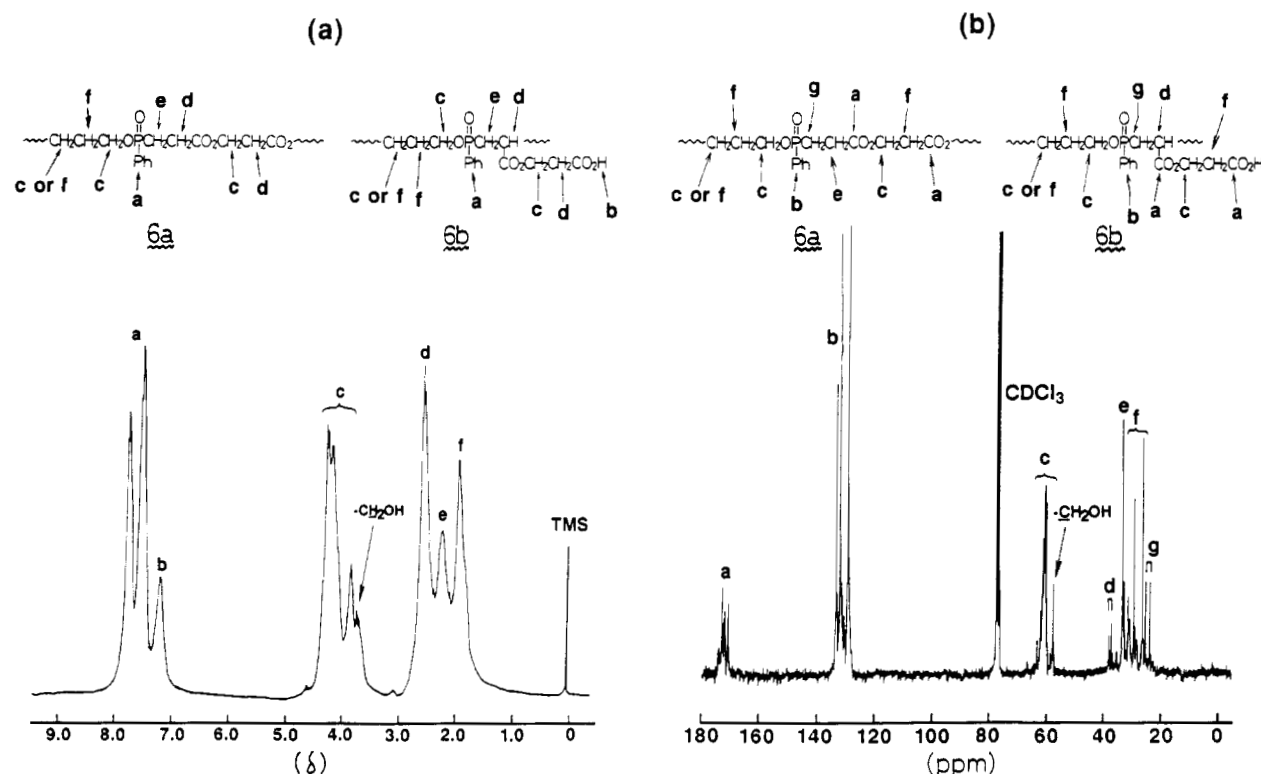 (a)
f
O
e
d
CH₂CH₂CH₂OPCH₂CH₂CO₂CH₂CH₂CO₂
Ph
c or f
c
a
c
d
6a
c
O
e
d
CH₂CH₂CH₂OPCH₂CH
Ph
CO₂CH₂CH₂CO₂H
c or f
f
a
c
d
b
6b
a
b
c
-CH₂OH
d
e
f
TMS
9.0
8.0
7.0
5.0
4.0
3.0
2.0
1.0
0
(δ)
(b)
f
O
g
a
f
CH₂CH₂CH₂OPCH₂CH₂CO₂CH₂CH₂CO₂
Ph
c or f
c
b
e
c
a
6a
f
O
g
d
f
CH₂CH₂CH₂OPCH₂CH
Ph
CO₂CH₂CH₂CO₂H
c or f
c
b
a
c
a
6b
a
b
CDCl₃
c
-CH₂OH
d
e
f
g
180
160
140
120
100
80
60
40
20
0
(ppm)